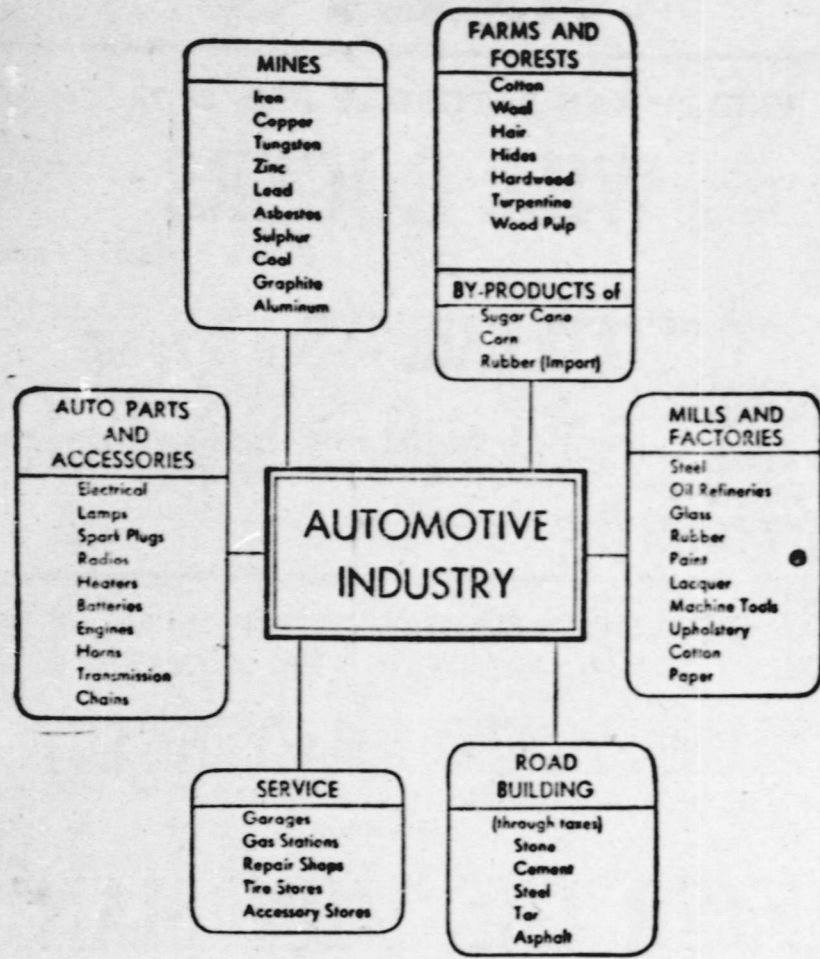 MINES
Iron
Copper
Tungsten
Zinc
Lead
Asbestos
Sulphur
Coal
Graphite
Aluminum
FARMS AND
FORESTS
Cotton
Wool
Hair
Hides
Hardwood
Turpentine
Wood Pulp
BY-PRODUCTS of
Sugar Cane
Corn
Rubber (Import)
AUTO PARTS
AND
ACCESSORIES
Electrical
Lamps
Spark Plugs
Radios
Heaters
Batteries
Engines
Horns
Transmission
Chains
AUTOMOTIVE
INDUSTRY
MILLS AND
FACTORIES
Steel
Oil Refineries
Glass
Rubber
Paint
Lacquer
Machine Tools
Upholstery
Cotton
Paper
SERVICE
Garages
Gas Stations
Repair Shops
Tire Stores
Accessory Stores
ROAD
BUILDING
(through taxes)
Stone
Cement
Steel
Tar
Asphalt